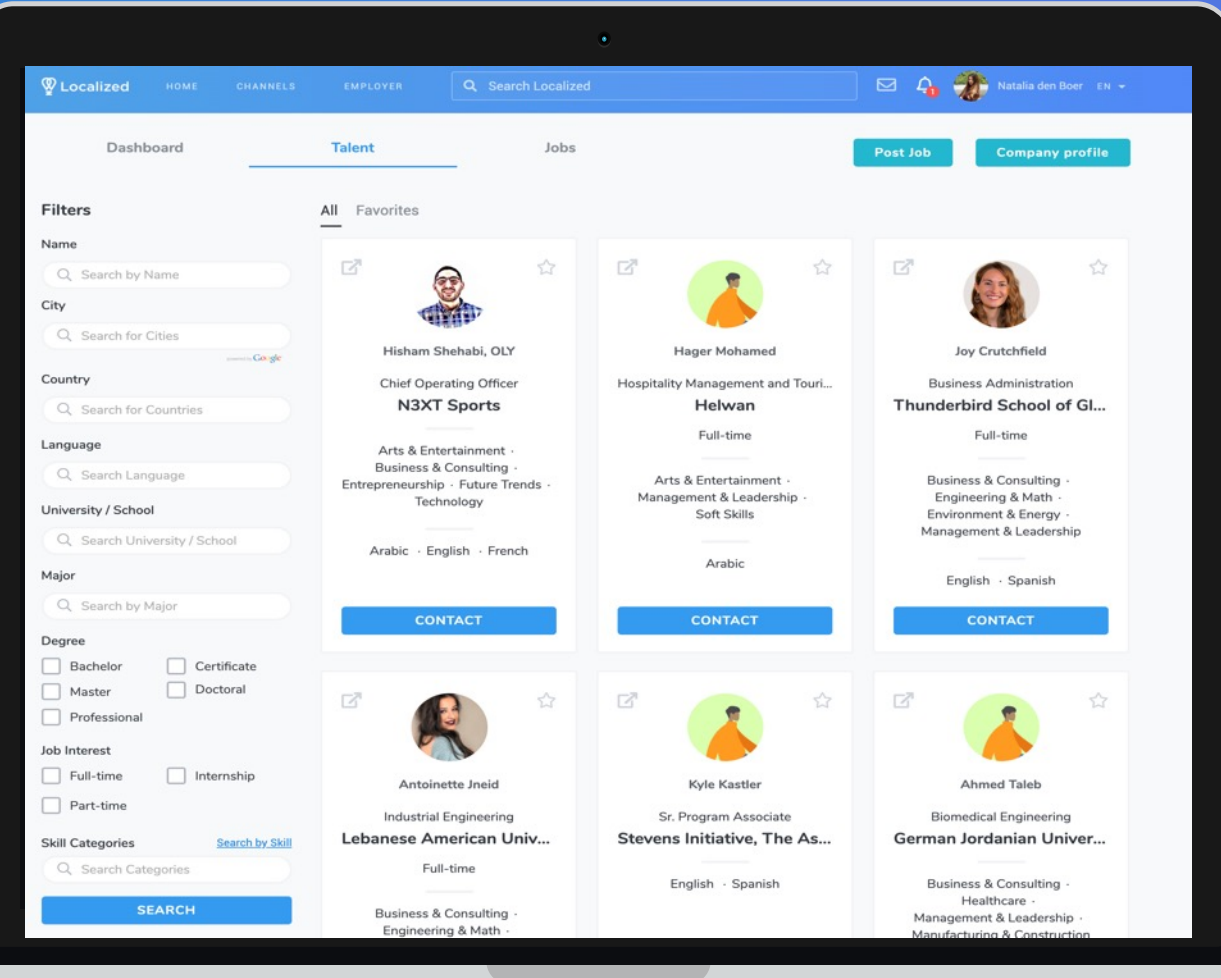 Localized HOME CHANNELS EMPLOYER Search Localized 1 Natalia den Boer EN
Dashboard Talent Jobs Post Job Company profile
Filters
Name
Search by Name
City
Search for Cities
powered by Google
Country
Search for Countries
Language
Search Language
University / School
Search University / School
Major
Search by Major
Degree
Bachelor Certificate
Master Doctoral
Professional
Job Interest
Full-time Internship
Part-time
Skill Categories Search by Skill
Search Categories
SEARCH
All Favorites
Hisham Shehabi, OLY
Chief Operating Officer
N3XT Sports
Arts & Entertainment ·
Business & Consulting ·
Entrepreneurship · Future Trends ·
Technology
Arabic · English · French
CONTACT
Hager Mohamed
Hospitality Management and Touri...
Helwan
Full-time
Arts & Entertainment ·
Management & Leadership ·
Soft Skills
Arabic
CONTACT
Joy Crutchfield
Business Administration
Thunderbird School of Gl...
Full-time
Business & Consulting ·
Engineering & Math ·
Environment & Energy ·
Management & Leadership
English · Spanish
CONTACT
Antoinette Jneid
Industrial Engineering
Lebanese American Univ...
Full-time
Business & Consulting ·
Engineering & Math ·
Kyle Kastler
Sr. Program Associate
Stevens Initiative, The As...
English · Spanish
Ahmed Taleb
Biomedical Engineering
German Jordanian Univer...
Business & Consulting ·
Healthcare ·
Management & Leadership ·
Manufacturing & Construction